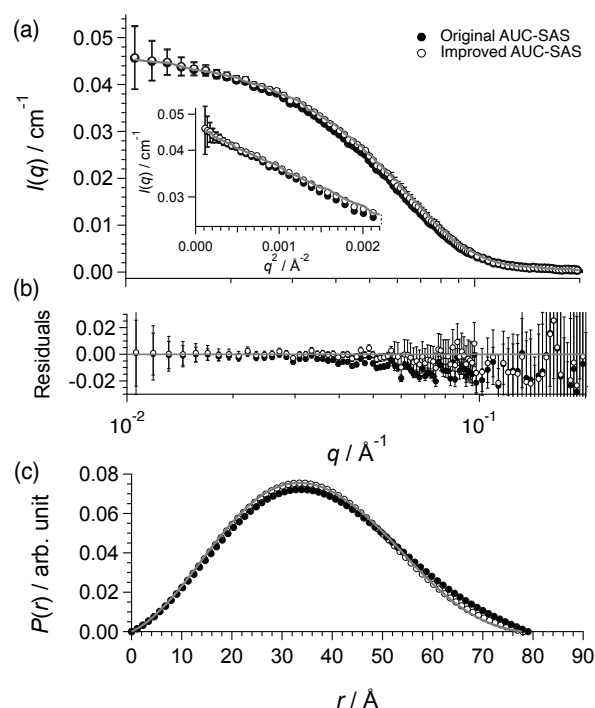 (a)
Original AUC-SAS
Improved AUC-SAS
0.05
0.04
0.03
0.02
0.01
0.00
I(q) / cm⁻¹
0.05
0.04
0.03
I(q) / cm⁻¹
0.000 0.001 0.002
q² / Å⁻²
(b)
0.02
0.00
-0.02
Residuals
10⁻² 10⁻¹
q / Å⁻¹
(c)
0.08
0.06
0.04
0.02
0.00
P(r) / arb. unit
0 10 20 30 40 50 60 70 80 90
r / Å